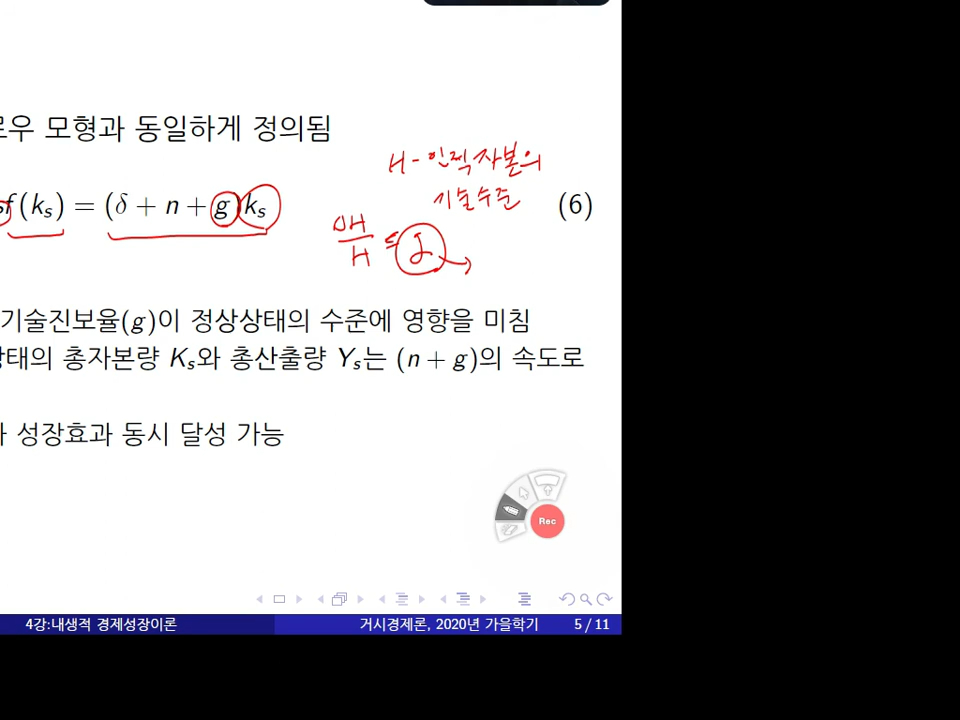 로우 모형과 동일하게 정의됨
H - 인적자본의
기술수준
sf(kₛ) = (δ + n + g)kₛ (6)
ΔH
H
기술진보율(g)이 정상상태의 수준에 영향을 미침
상태의 총자본량 Kₛ와 총산출량 Yₛ는 (n + g)의 속도로
성장효과 동시 달성 가능
Rec
4강:내생적 경제성장이론 거시경제론, 2020년 가을학기 5 / 11